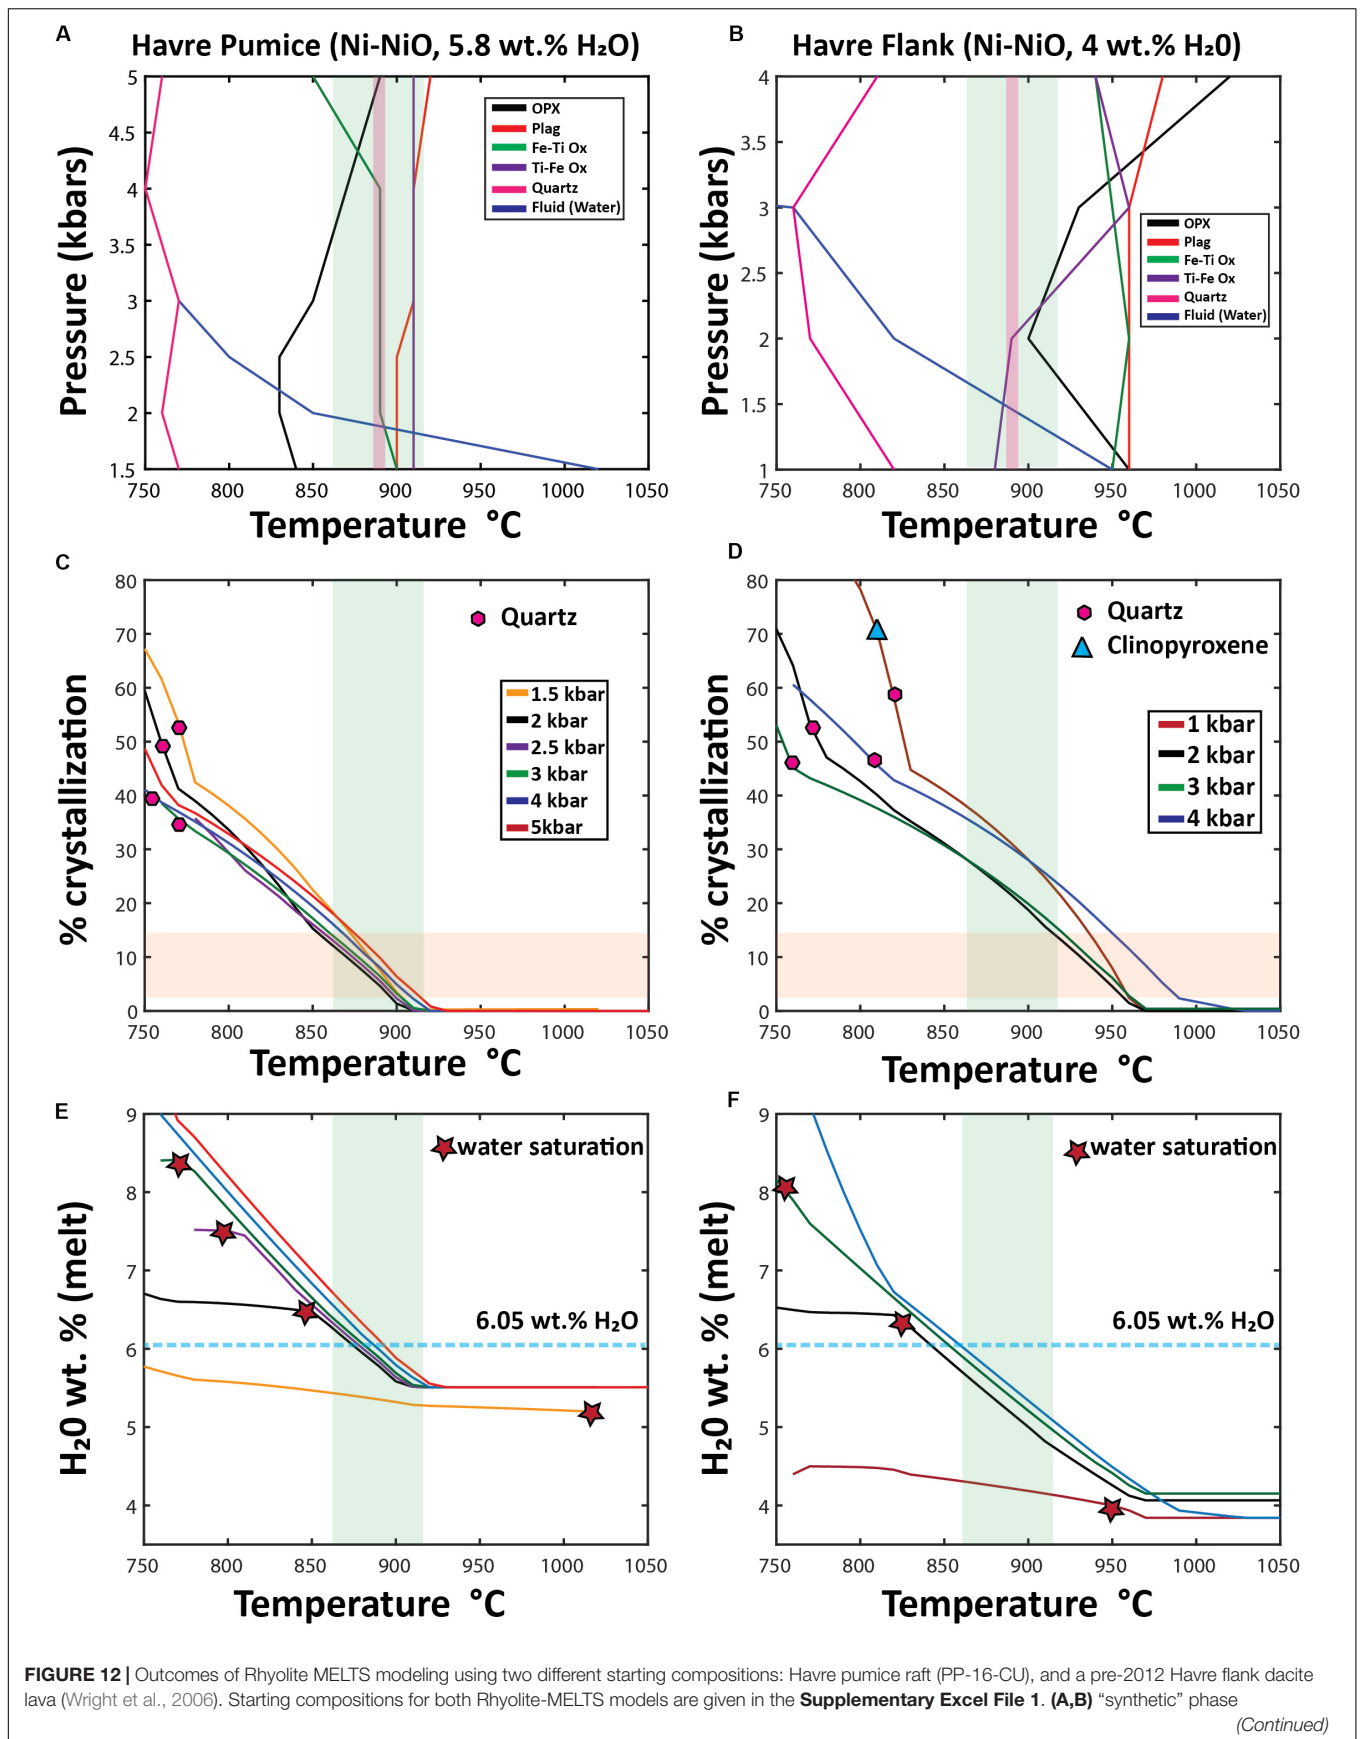 A
Havre Pumice (Ni-NiO, 5.8 wt.% H₂O)
Pressure (kbars)
5
4.5
4
3.5
3
2.5
2
1.5
OPX
Plag
Fe-Ti Ox
Ti-Fe Ox
Quartz
Fluid (Water)
750 800 850 900 950 1000 1050
Temperature °C
B
Havre Flank (Ni-NiO, 4 wt.% H₂0)
Pressure (kbars)
4
3.5
3
2.5
2
1.5
1
OPX
Plag
Fe-Ti Ox
Ti-Fe Ox
Quartz
Fluid (Water)
750 800 850 900 950 1000 1050
Temperature °C
C
% crystallization
80
70
60
50
40
30
20
10
0
Quartz
1.5 kbar
2 kbar
2.5 kbar
3 kbar
4 kbar
5kbar
750 800 850 900 950 1000 1050
Temperature °C
D
% crystallization
80
70
60
50
40
30
20
10
0
Quartz
Clinopyroxene
1 kbar
2 kbar
3 kbar
4 kbar
750 800 850 900 950 1000 1050
Temperature °C
E
H₂0 wt. % (melt)
9
8
7
6
5
4
water saturation
6.05 wt.% H₂O
750 800 850 900 950 1000 1050
Temperature °C
F
H₂0 wt. % (melt)
9
8
7
6
5
4
water saturation
6.05 wt.% H₂O
750 800 850 900 950 1000 1050
Temperature °C
FIGURE 12 | Outcomes of Rhyolite MELTS modeling using two different starting compositions: Havre pumice raft (PP-16-CU), and a pre-2012 Havre flank dacite
lava (Wright et al., 2006). Starting compositions for both Rhyolite-MELTS models are given in the Supplementary Excel File 1. (A,B) “synthetic” phase
(Continued)